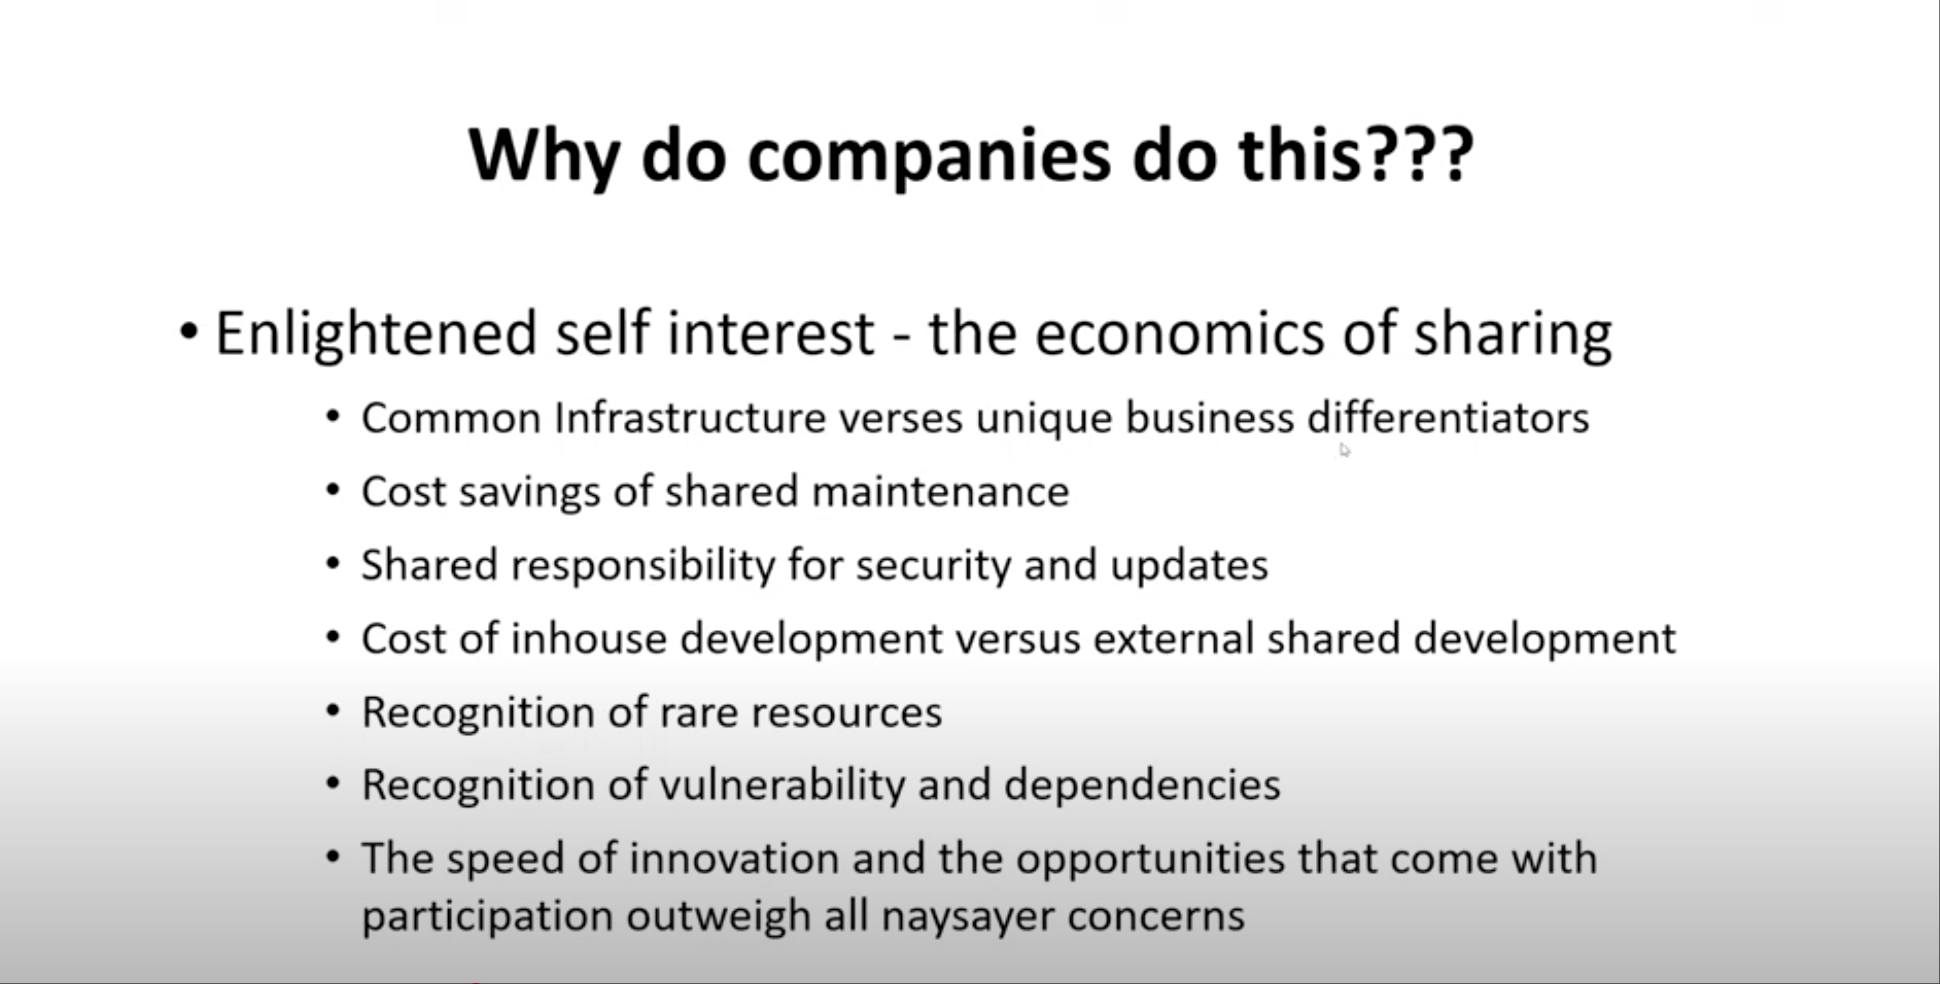 Why do companies do this???
• Enlightened self interest - the economics of sharing
• Common Infrastructure verses unique business differentiators
• Cost savings of shared maintenance
• Shared responsibility for security and updates
• Cost of inhouse development versus external shared development
• Recognition of rare resources
• Recognition of vulnerability and dependencies
• The speed of innovation and the opportunities that come with
participation outweigh all naysayer concerns